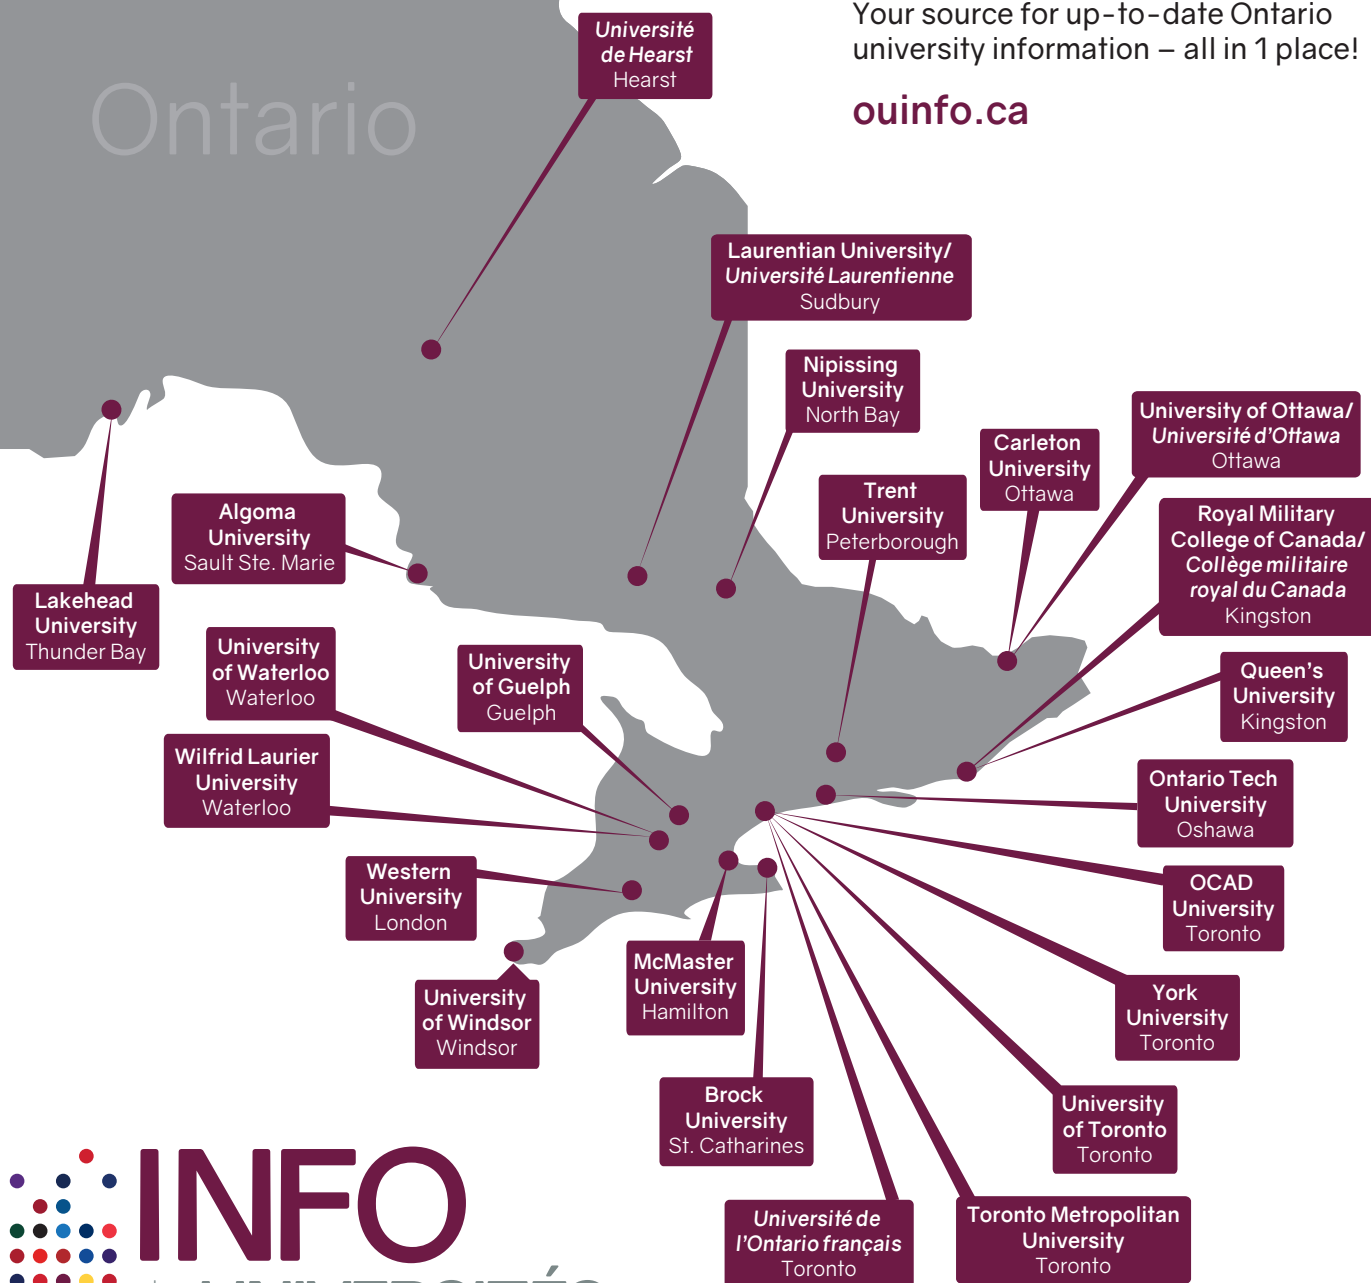 Your source for up-to-date Ontario
university information – all in 1 place!
ouinfo.ca
Ontario
Université
de Hearst
Hearst
Laurentian University/
Université Laurentienne
Sudbury
Nipissing
University
North Bay
University of Ottawa/
Université d'Ottawa
Ottawa
Carleton
University
Ottawa
Trent
University
Peterborough
Royal Military
College of Canada/
Collège militaire
royal du Canada
Kingston
Algoma
University
Sault Ste. Marie
Lakehead
University
Thunder Bay
University
of Waterloo
Waterloo
University
of Guelph
Guelph
Queen's
University
Kingston
Wilfrid Laurier
University
Waterloo
Ontario Tech
University
Oshawa
Western
University
London
OCAD
University
Toronto
McMaster
University
Hamilton
University
of Windsor
Windsor
York
University
Toronto
Brock
University
St. Catharines
University
of Toronto
Toronto
Université de
l'Ontario français
Toronto
Toronto Metropolitan
University
Toronto
INFO
UNIVERSITÉS